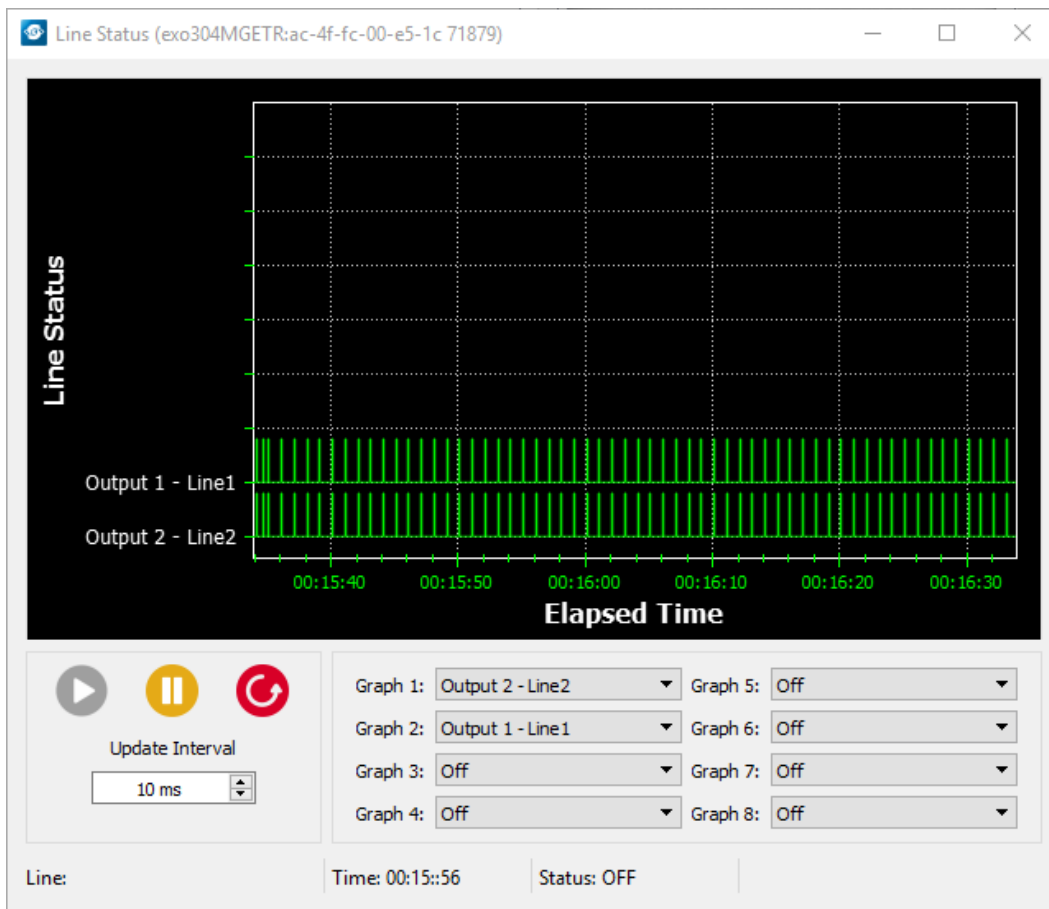 Line Status (exo304MGETR:ac-4f-fc-00-e5-1c 71879)
Line Status
Output 1 - Line1
Output 2 - Line2
00:15:40 00:15:50 00:16:00 00:16:10 00:16:20 00:16:30
Elapsed Time
Update Interval
10 ms
Graph 1: Output 2 - Line2 Graph 5: Off
Graph 2: Output 1 - Line1 Graph 6: Off
Graph 3: Off Graph 7: Off
Graph 4: Off Graph 8: Off
Line: Time: 00:15::56 Status: OFF